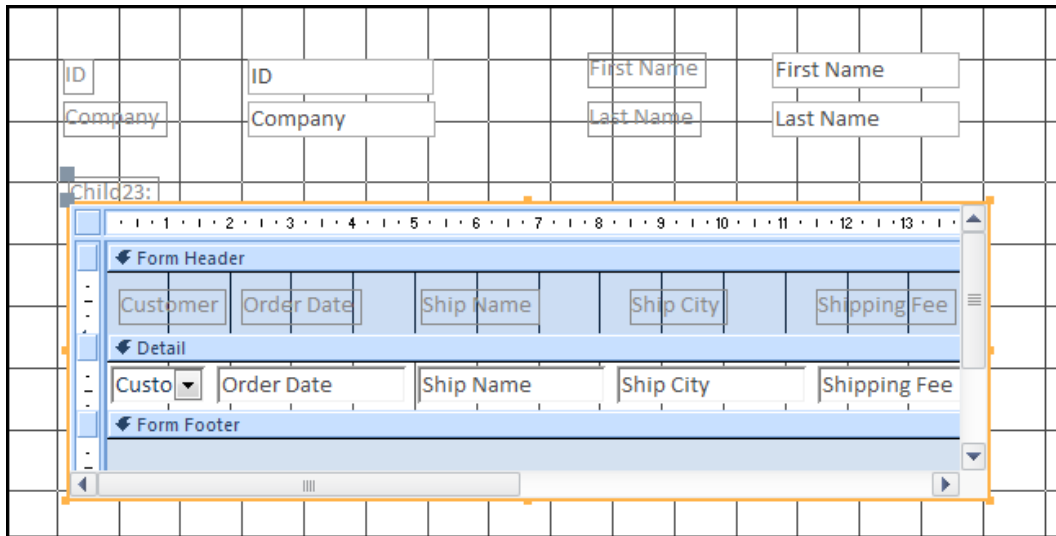 ID ID First Name First Name
Company Company Last Name Last Name
Child23:
1 2 3 4 5 6 7 8 9 10 11 12 13
Form Header
Customer Order Date Ship Name Ship City Shipping Fee
Detail
Custo Order Date Ship Name Ship City Shipping Fee
Form Footer